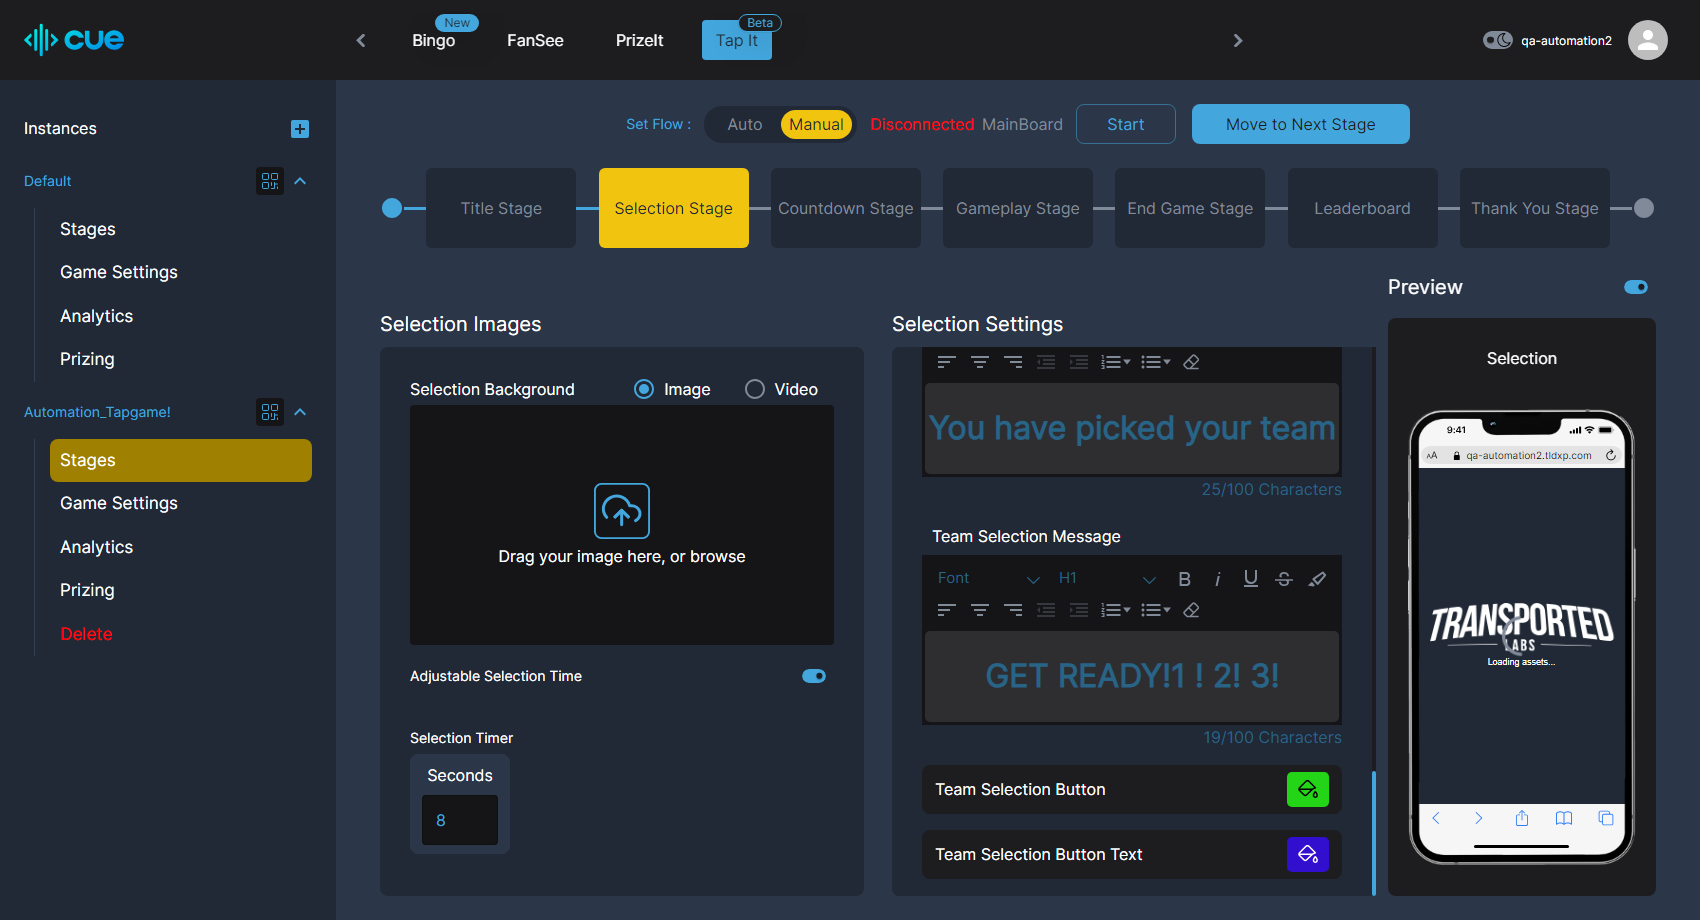 cue
New
Bingo
FanSee
PrizeIt
Beta
Tap It
qa-automation2
Instances
Default
Stages
Game Settings
Analytics
Prizing
Automation_Tapgame!
Stages
Game Settings
Analytics
Prizing
Delete
Set Flow :
Auto
Manual
Disconnected MainBoard
Start
Move to Next Stage
Title Stage
Selection Stage
Countdown Stage
Gameplay Stage
End Game Stage
Leaderboard
Thank You Stage
Selection Images
Selection Background
Image
Video
Drag your image here, or browse
Adjustable Selection Time
Selection Timer
Seconds
8
Selection Settings
You have picked your team
25/100 Characters
Team Selection Message
Font
H1
B i U S
GET READY!1 ! 2! 3!
19/100 Characters
Team Selection Button
Team Selection Button Text
Preview
Selection
9:41
AA
qa-automation2.tldxp.com
TRANSPORTED
LABS
Loading assets...